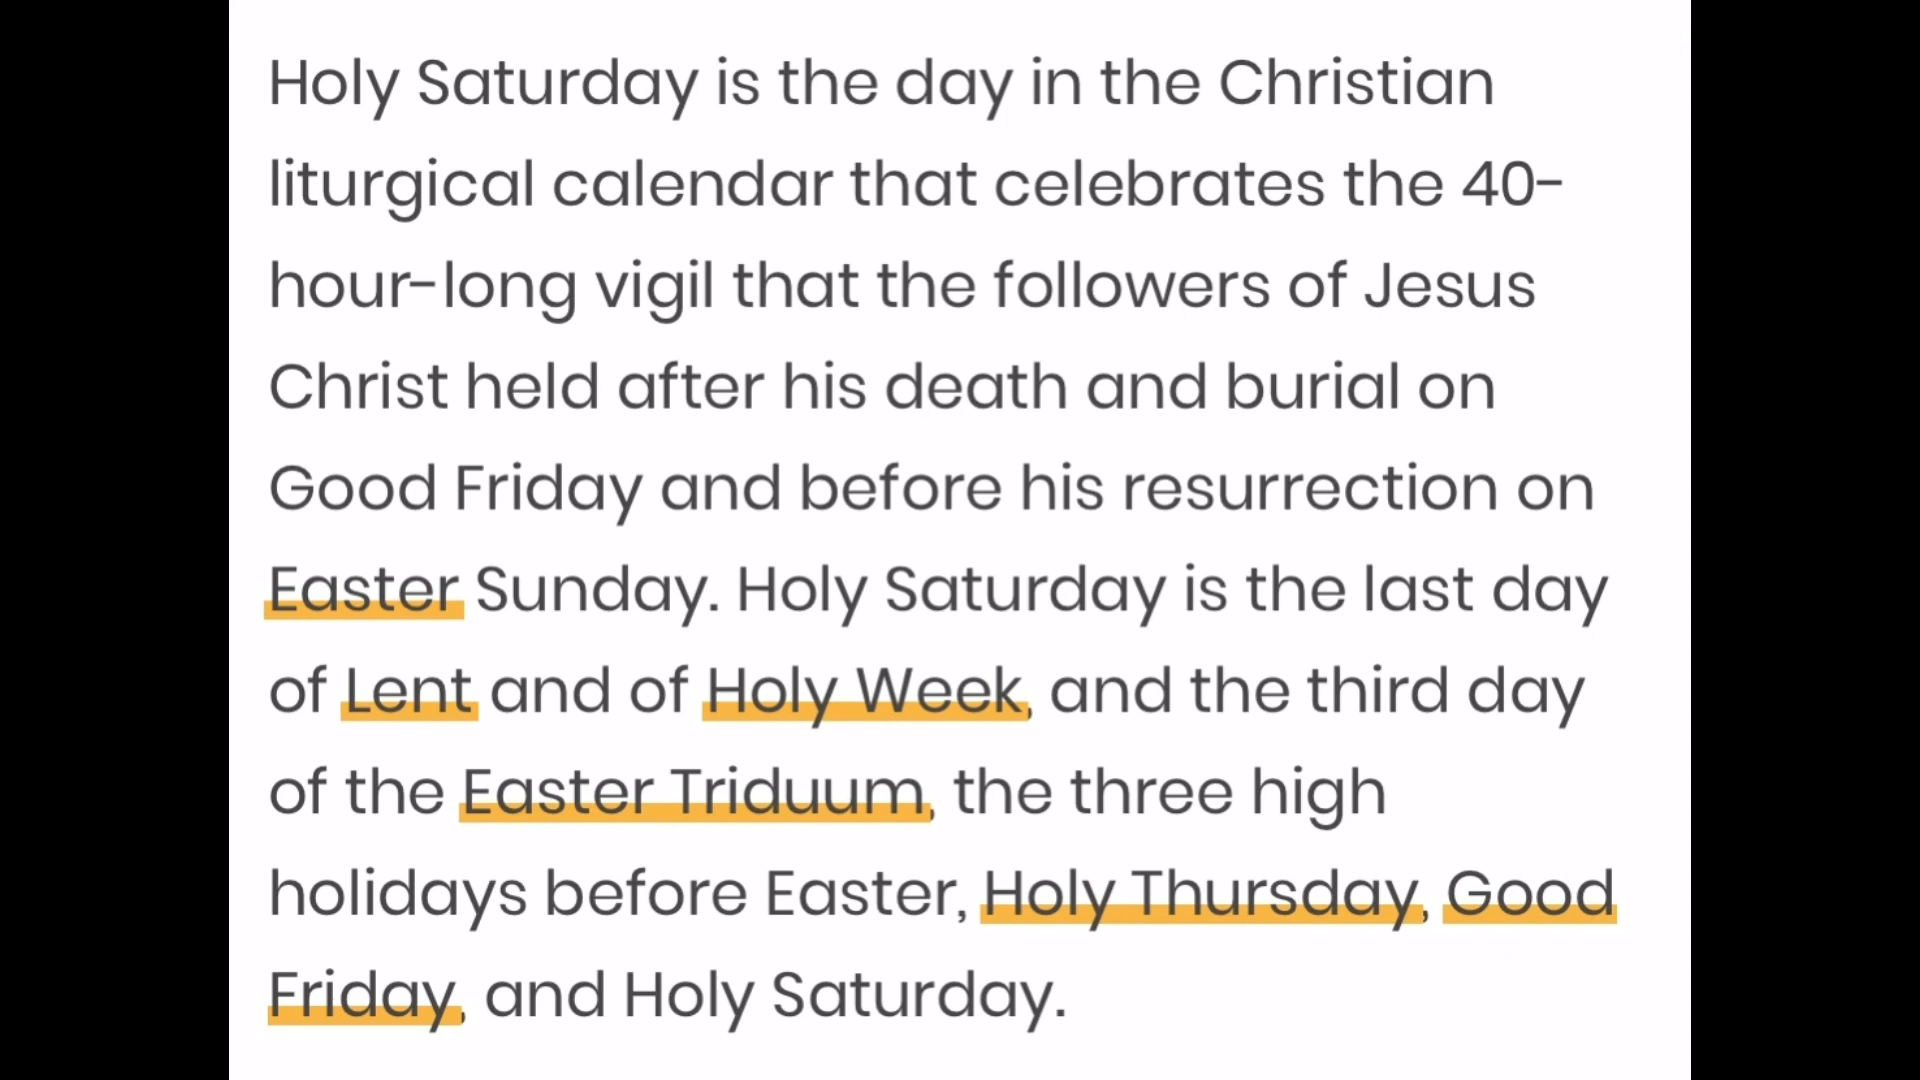 Holy Saturday is the day in the Christian
liturgical calendar that celebrates the 40-
hour-long vigil that the followers of Jesus
Christ held after his death and burial on
Good Friday and before his resurrection on
Easter Sunday. Holy Saturday is the last day
of Lent and of Holy Week, and the third day
of the Easter Triduum, the three high
holidays before Easter, Holy Thursday, Good
Friday, and Holy Saturday.